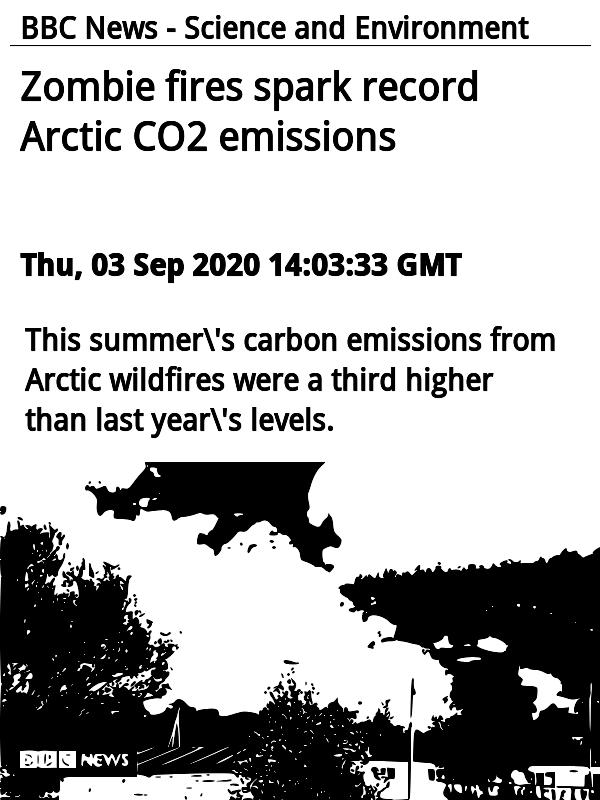 BBC News - Science and Environment
Zombie fires spark record
Arctic CO2 emissions
Thu, 03 Sep 2020 14:03:33 GMT
This summer\'s carbon emissions from
Arctic wildfires were a third higher
than last year\'s levels.
BBC NEWS